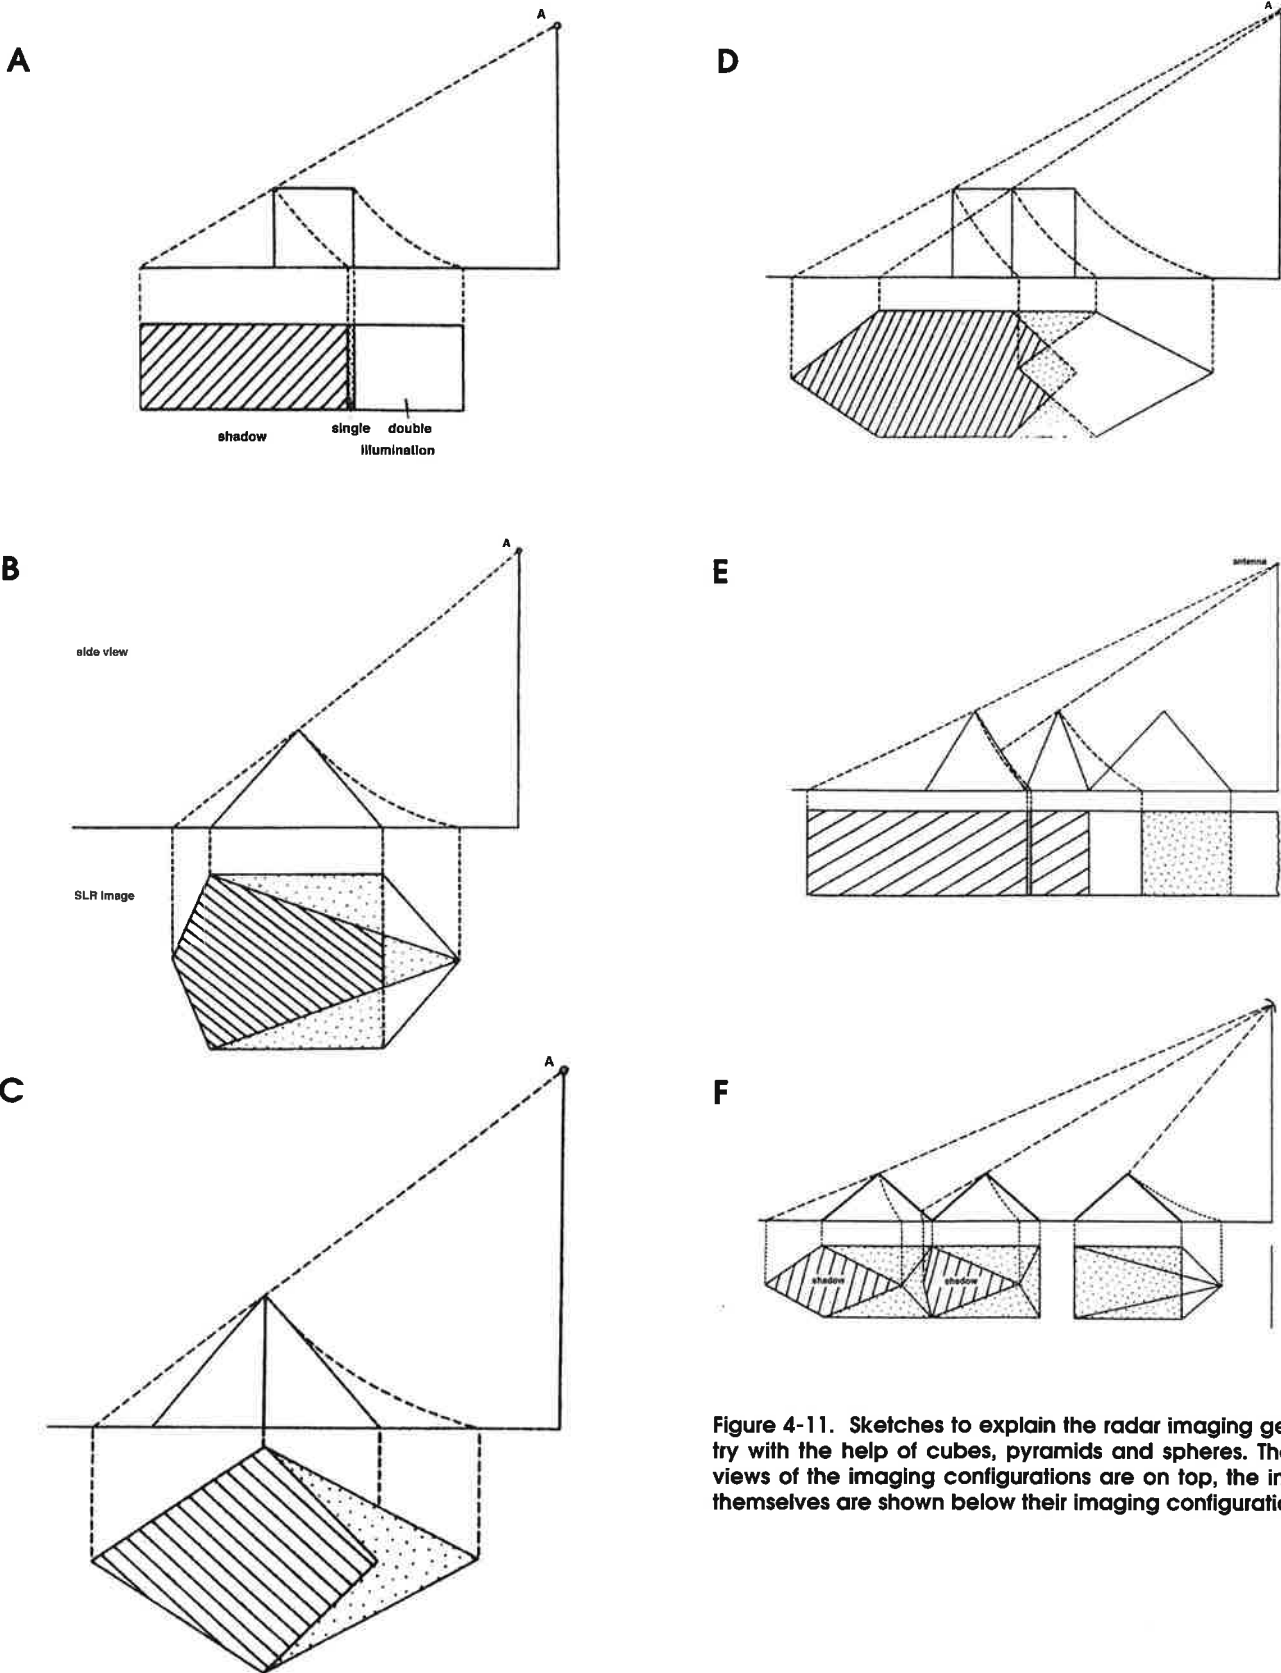 A
A
shadow
single double
illumination
B
A
side view
SLR image
C
A
D
A
E
antenna
F
shadow
shadow
Figure 4-11. Sketches to explain the radar imaging ge
try with the help of cubes, pyramids and spheres. The
views of the imaging configurations are on top, the in
themselves are shown below their imaging configuratio